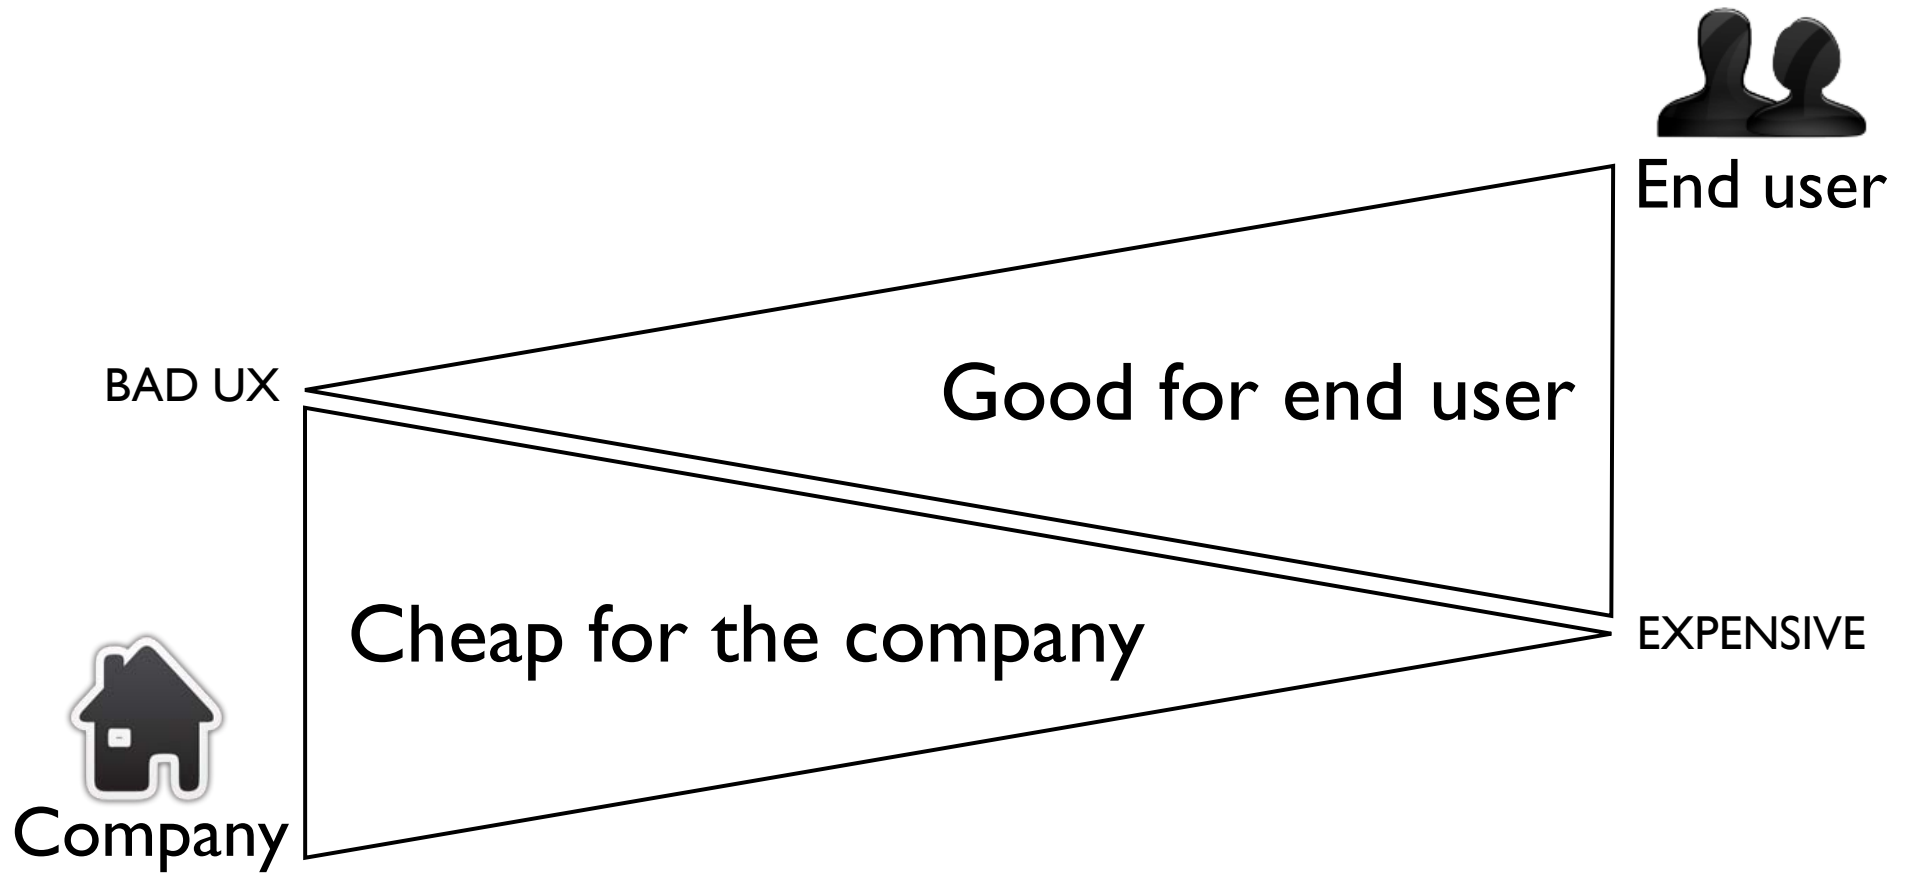 End user
BAD UX
Good for end user
Cheap for the company
EXPENSIVE
Company